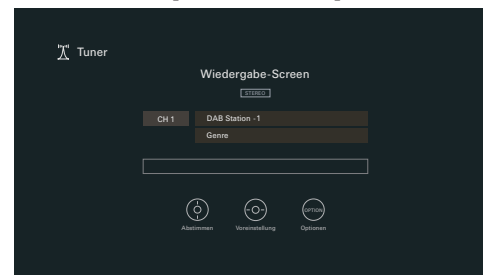 Tuner
Wiedergabe-Screen
STEREO
CH 1 DAB Station -1
Genre
OPTION
Abstimmen Voreinstellung Optionen